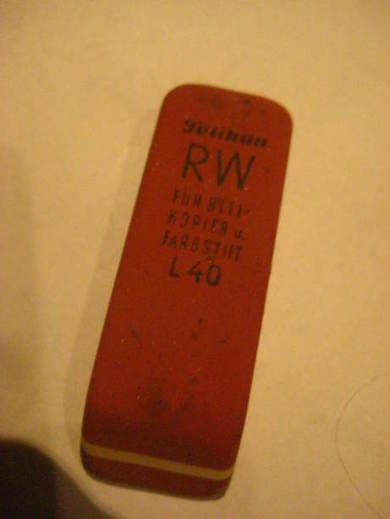 Pelikan
RW
FÜR BLEI-
KOPIER u.
FARBSTIFT
L 40